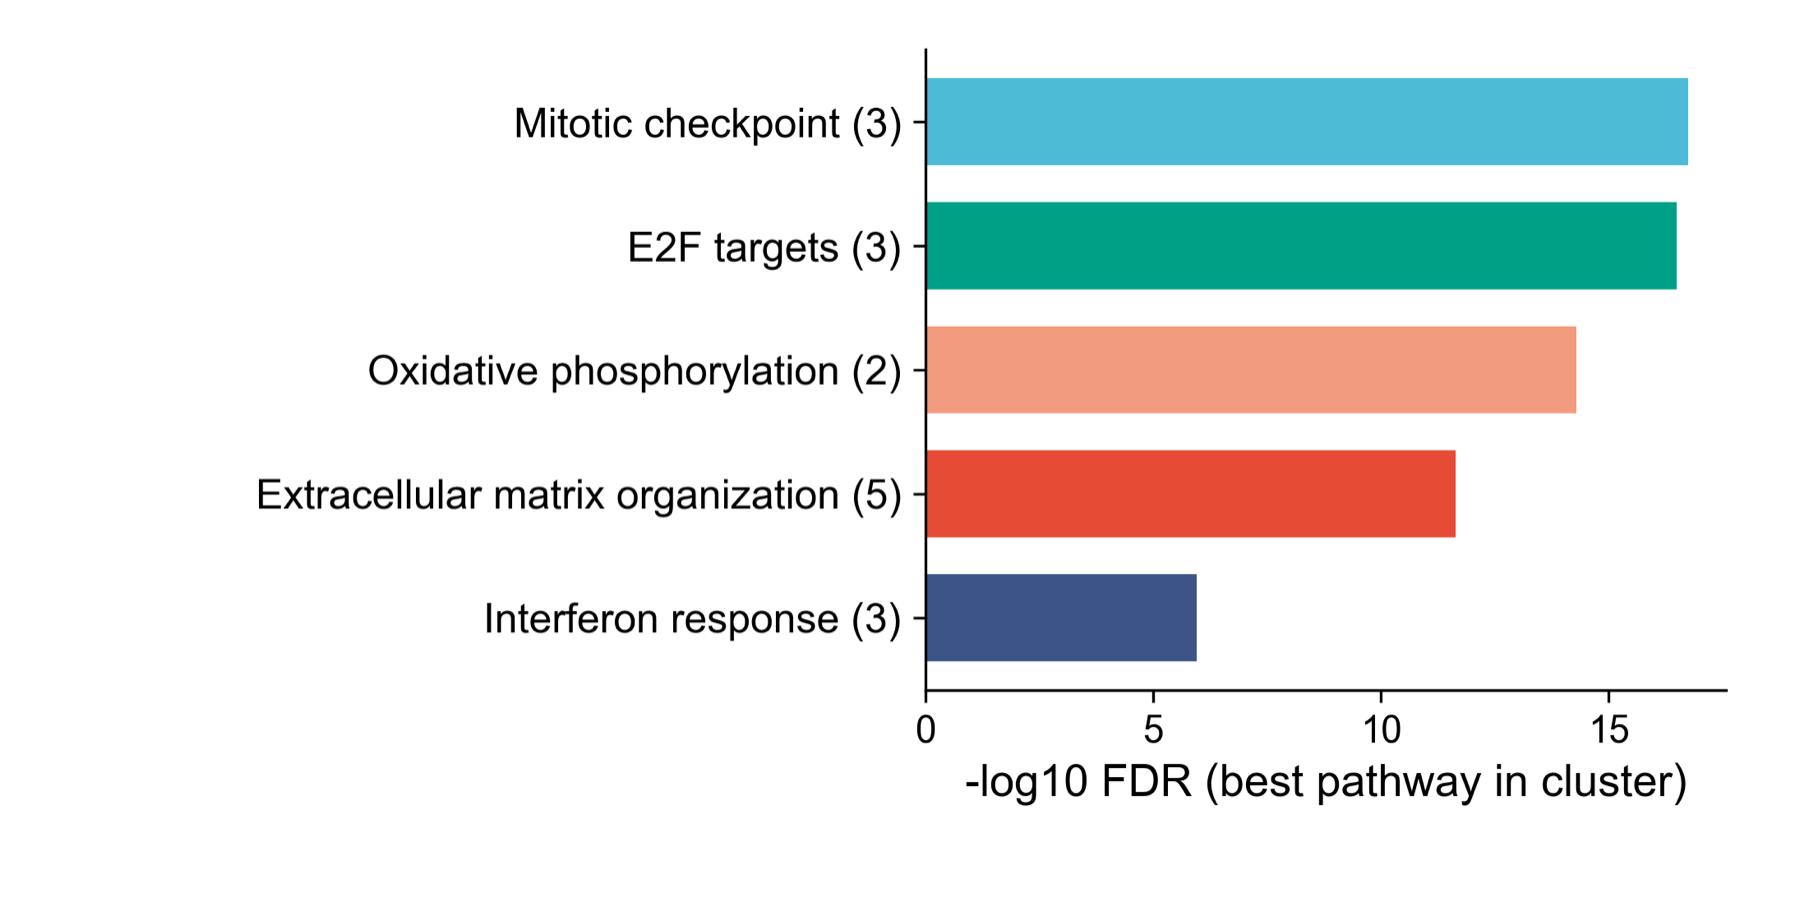 Mitotic checkpoint (3)
E2F targets (3)
Oxidative phosphorylation (2)
Extracellular matrix organization (5)
Interferon response (3)
0 5 10 15
-log10 FDR (best pathway in cluster)